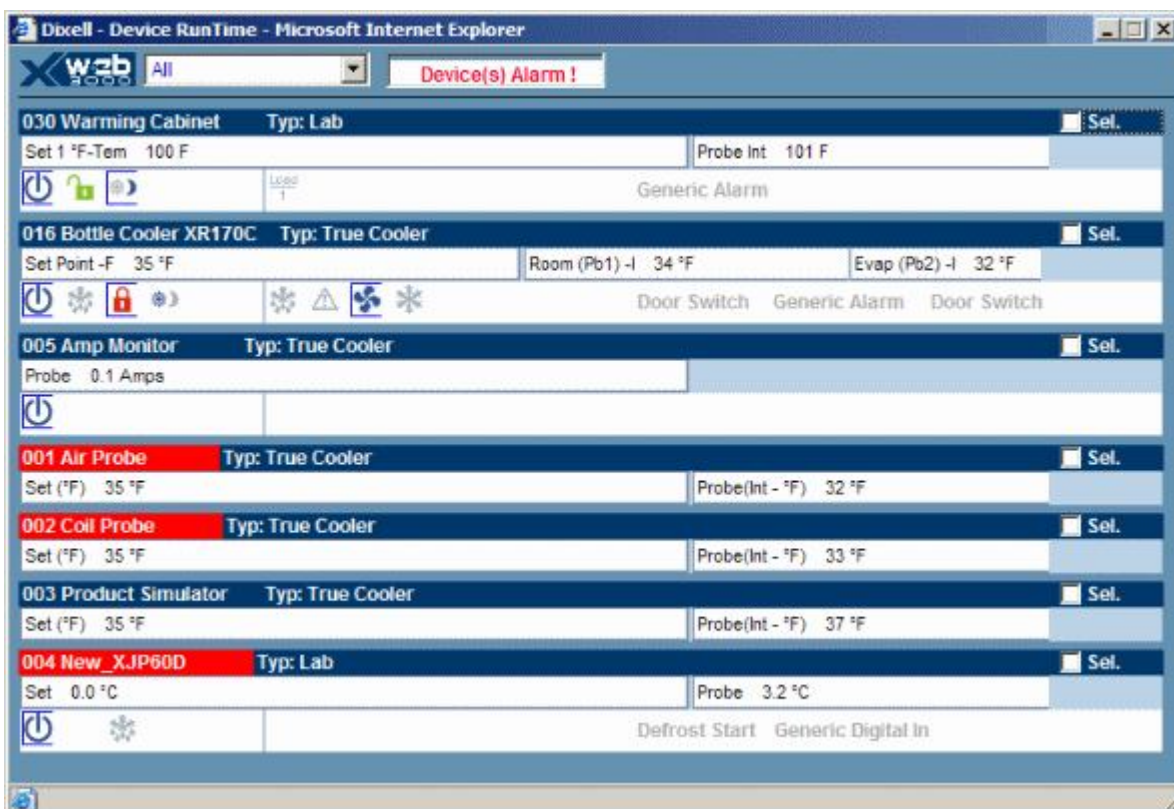 Dixell - Device RunTime - Microsoft Internet Explorer
XWeb 3000 All Device(s) Alarm !
030 Warming Cabinet Typ: Lab Sel.
Set 1 °F-Tem 100 F Probe Int 101 F
Load 1 Generic Alarm
016 Bottle Cooler XR170C Typ: True Cooler Sel.
Set Point -F 35 °F Room (Pb1) -I 34 °F Evap (Pb2) -I 32 °F
Door Switch Generic Alarm Door Switch
005 Amp Monitor Typ: True Cooler Sel.
Probe 0.1 Amps
001 Air Probe Typ: True Cooler Sel.
Set (°F) 35 °F Probe(Int - °F) 32 °F
002 Coil Probe Typ: True Cooler Sel.
Set (°F) 35 °F Probe(Int - °F) 33 °F
003 Product Simulator Typ: True Cooler Sel.
Set (°F) 35 °F Probe(Int - °F) 37 °F
004 New_XJP60D Typ: Lab Sel.
Set 0.0 °C Probe 3.2 °C
Defrost Start Generic Digital In